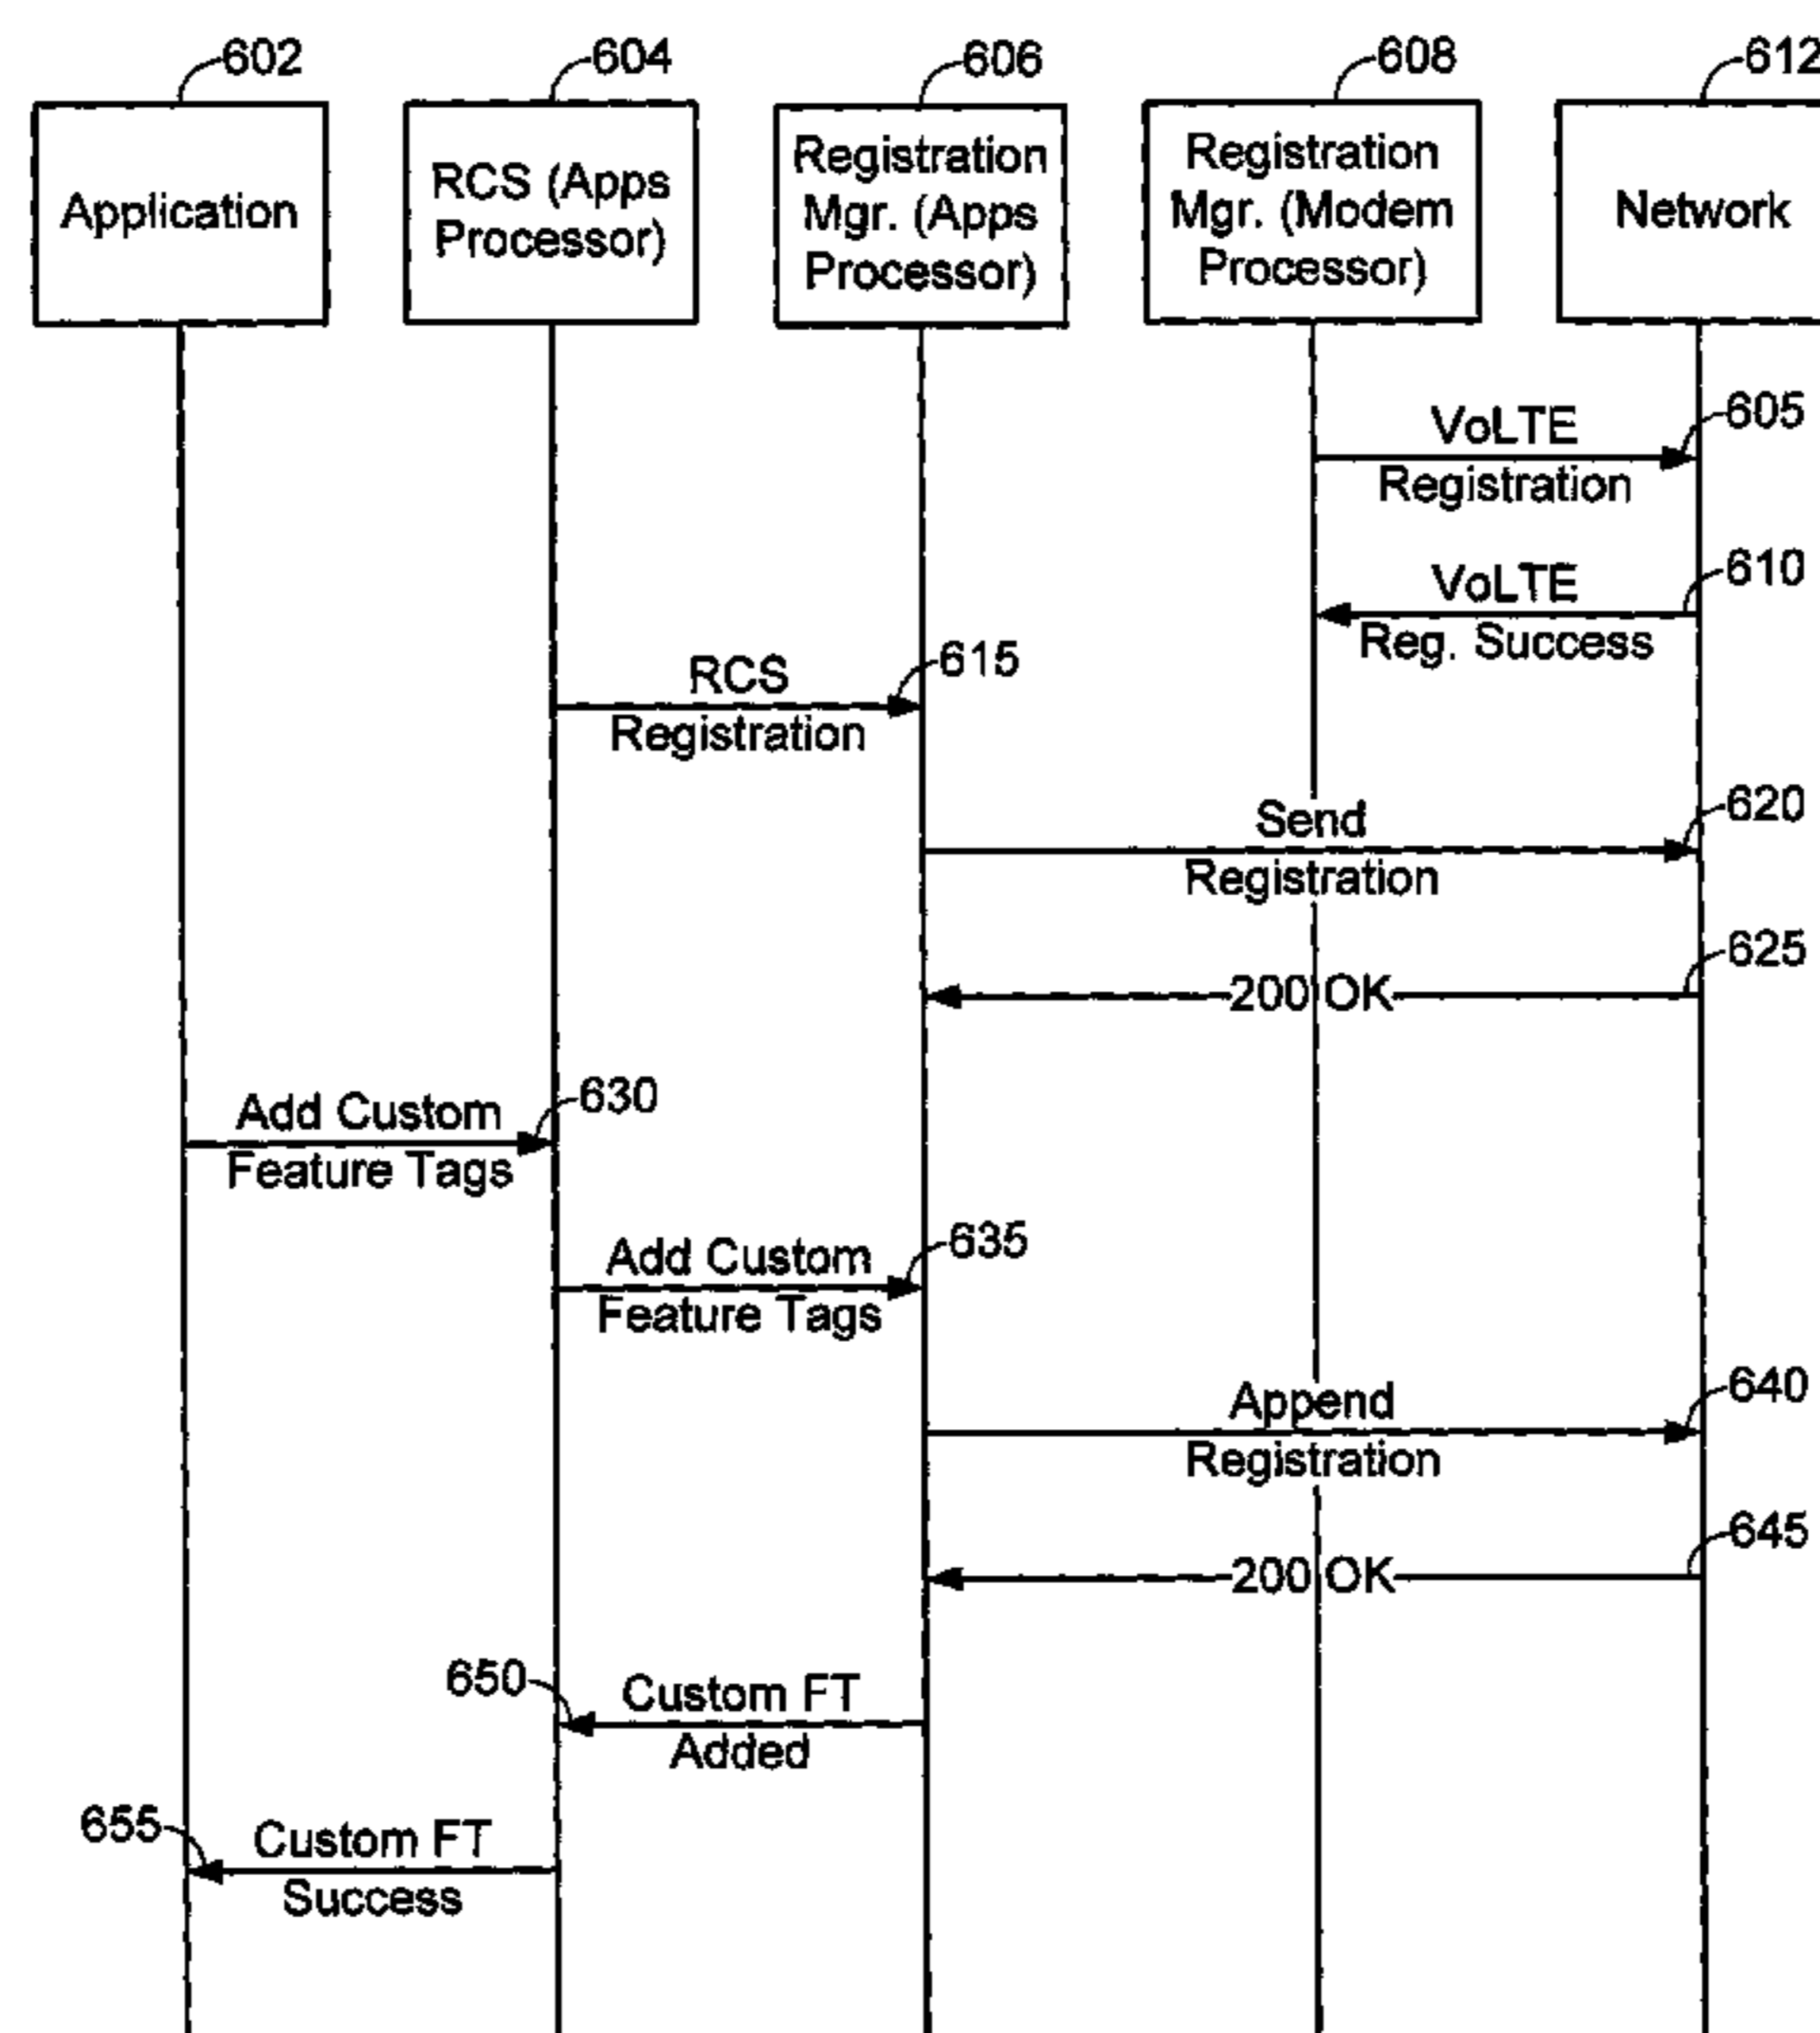 602
604
606
608
612
Application
RCS (Apps
Processor)
Registration
Mgr. (Apps
Processor)
Registration
Mgr. (Modem
Processor)
Network
VoLTE
605
Registration
VoLTE
610
Reg. Success
RCS
615
Registration
Send
620
Registration
625
200 OK
Add Custom
630
Feature Tags
Add Custom
635
Feature Tags
Append
640
Registration
645
200 OK
650
Custom FT
Added
655
Custom FT
Success